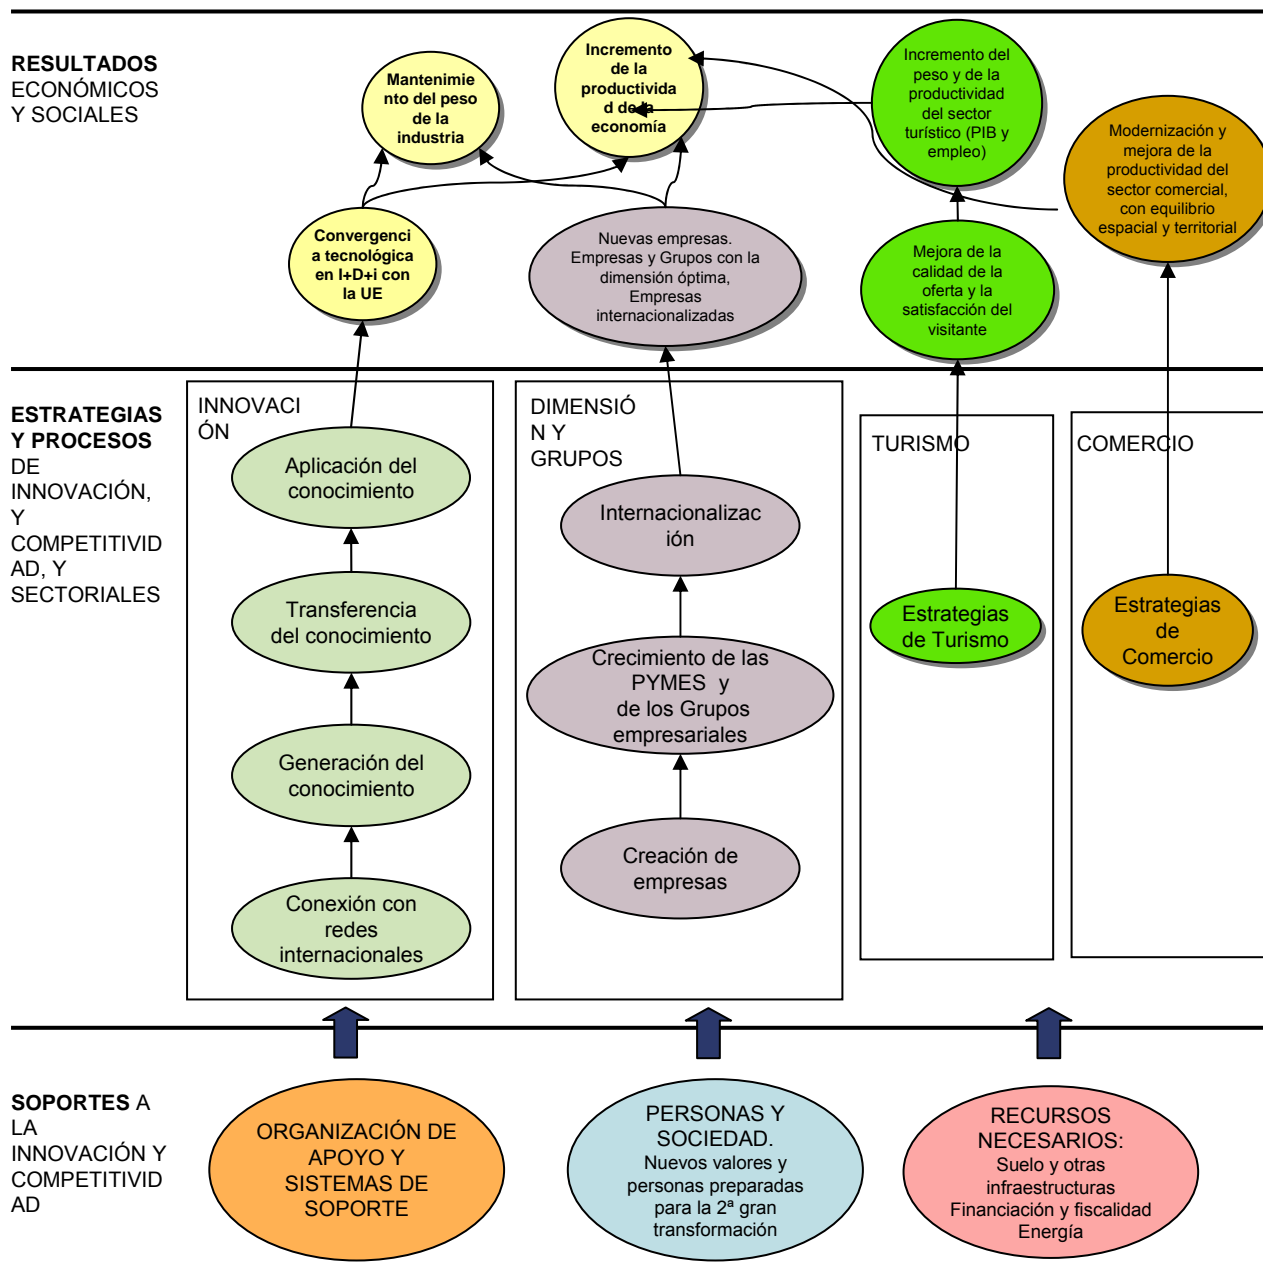 RESULTADOS
ECONÓMICOS
Y SOCIALES
Mantenimie
nto del peso
de la
industria
Incremento
de la
productivida
d de la
economía
Incremento del
peso y de la
productividad
del sector
turístico (PIB y
empleo)
Modernización y
mejora de la
productividad del
sector comercial,
con equilibrio
espacial y territorial
Convergenci
a tecnológica
en I+D+i con
la UE
Nuevas empresas.
Empresas y Grupos con la
dimensión óptima,
Empresas
internacionalizadas
Mejora de la
calidad de la
oferta y la
satisfacción del
visitante
ESTRATEGIAS
Y PROCESOS
DE
INNOVACIÓN,
Y
COMPETITIVID
AD, Y
SECTORIALES
INNOVACI
ÓN
Aplicación del
conocimiento
Transferencia
del conocimiento
Generación del
conocimiento
Conexión con
redes
internacionales
DIMENSIÓ
N Y
GRUPOS
Internacionalizac
ión
Crecimiento de las
PYMES y
de los Grupos
empresariales
Creación de
empresas
TURISMO
Estrategias
de Turismo
COMERCIO
Estrategias
de
Comercio
SOPORTES A
LA
INNOVACIÓN Y
COMPETITIVID
AD
ORGANIZACIÓN DE
APOYO Y
SISTEMAS DE
SOPORTE
PERSONAS Y
SOCIEDAD.
Nuevos valores y
personas preparadas
para la 2ª gran
transformación
RECURSOS
NECESARIOS:
Suelo y otras
infraestructuras
Financiación y fiscalidad
Energía